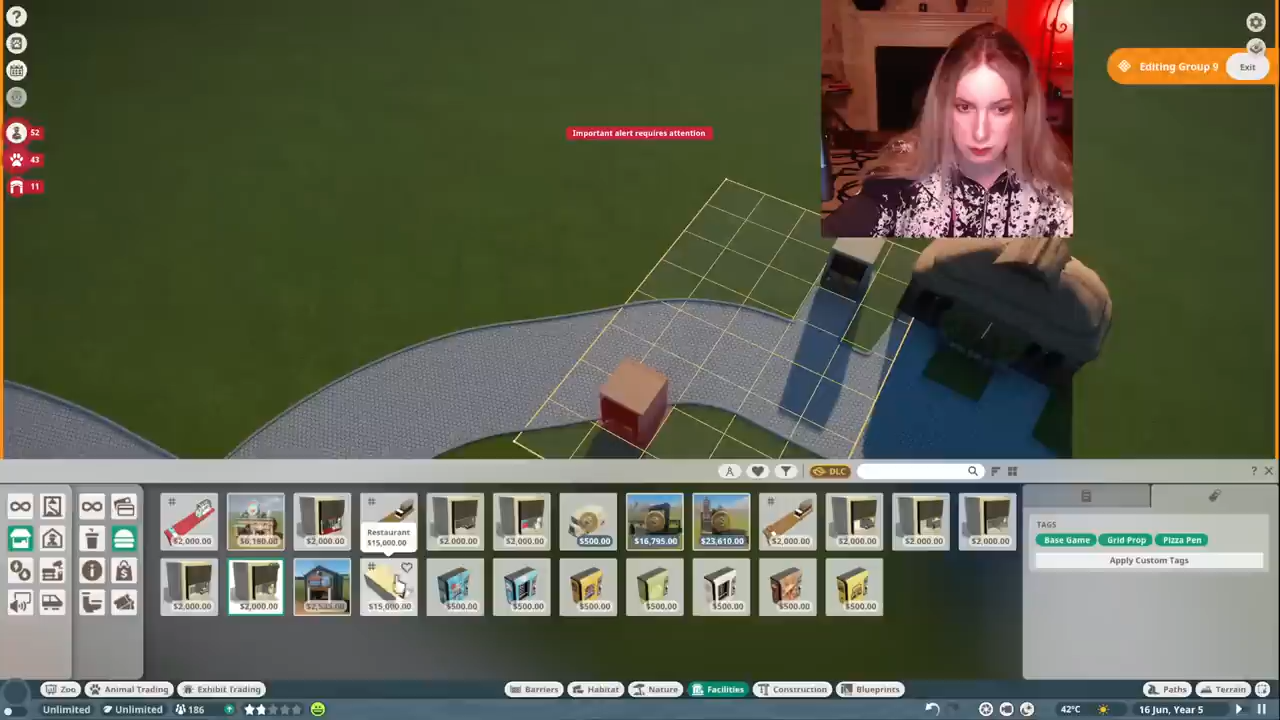 ?
Editing Group 9
Exit
52
43
11
Important alert requires attention
DLC
? ×
$2,000.00
$6,180.00
$2,000.00
Restaurant
$15,000.00
$2,000.00
$2,000.00
$500.00
$16,795.00
$23,610.00
$2,000.00
$2,000.00
$2,000.00
$2,000.00
$2,000.00
$2,000.00
$15,000.00
$500.00
$500.00
$500.00
$500.00
$500.00
$500.00
$500.00
TAGS
Base Game
Grid Prop
Pizza Pen
Apply Custom Tags
Zoo
Animal Trading
Exhibit Trading
Barriers
Habitat
Nature
Facilities
Construction
Blueprints
Paths
Terrain
Unlimited
Unlimited
186
42°C
16 Jun, Year 5